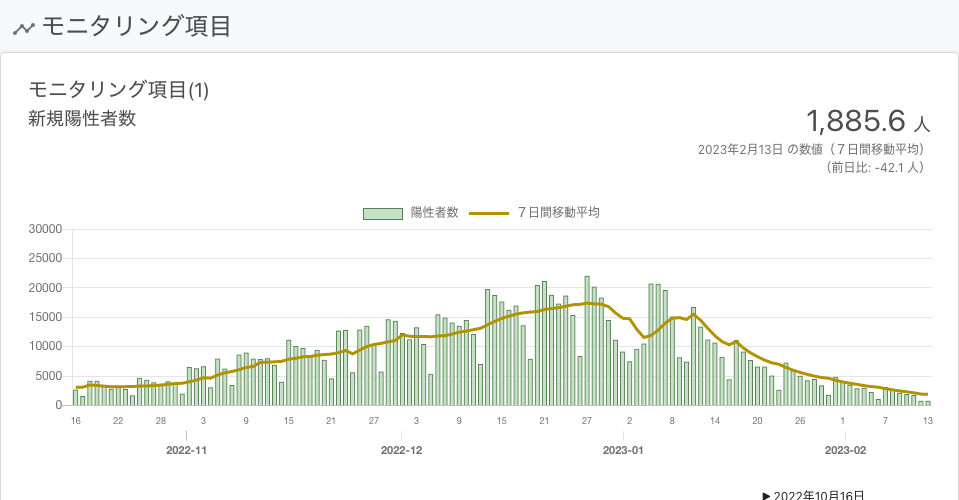 モニタリング項目
モニタリング項目(1)
新規陽性者数
1,885.6 人
2023年2月13日 の数値（７日間移動平均）
（前日比: -42.1 人）
陽性者数 ７日間移動平均
30000
25000
20000
15000
10000
5000
0
16 22 28 3 9 15 21 27 3 9 15 21 27 2 8 14 20 26 1 7 13
2022-11 2022-12 2023-01 2023-02
▶ 2022年10月16日